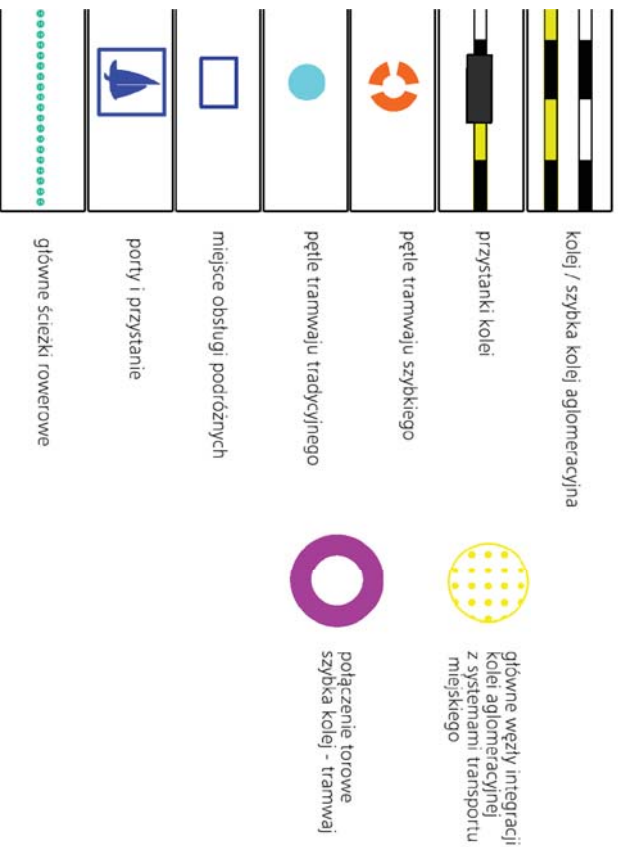 kolej / szybka kolej aglomeracyjna
przystanki kolei
pętle tramwaju szybkiego
pętle tramwaju tradycyjnego
miejsce obsługi podróżnych
porty i przystanie
główne ścieżki rowerowe
główne węzły integracji
kolei aglomeracyjnej
z systemami transportu
miejskiego
połączenie torowe
szybka kolej - tramwaj